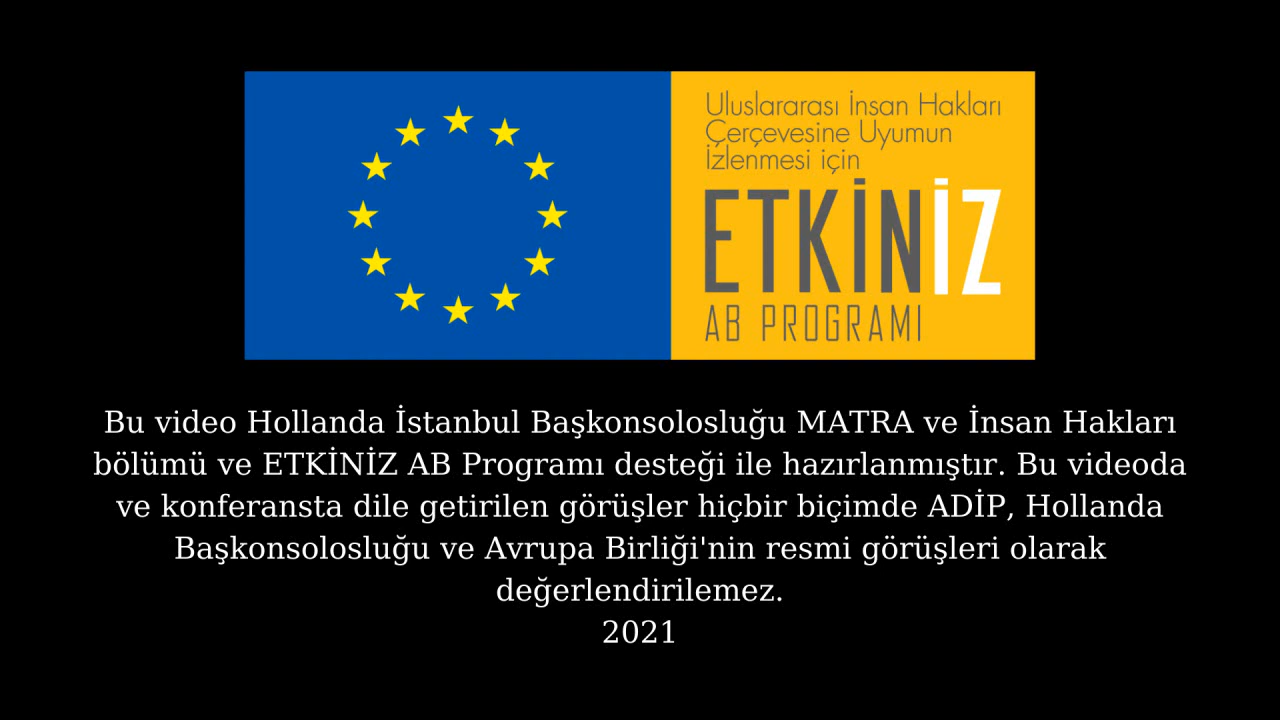 Uluslararası İnsan Hakları
Çerçevesine Uyumun
İzlenmesi için
ETKİNİZ
AB PROGRAMI
Bu video Hollanda İstanbul Başkonsolosluğu MATRA ve İnsan Hakları
bölümü ve ETKİNİZ AB Programı desteği ile hazırlanmıştır. Bu videoda
ve konferansta dile getirilen görüşler hiçbir biçimde ADİP, Hollanda
Başkonsolosluğu ve Avrupa Birliği'nin resmi görüşleri olarak
değerlendirilemez.
2021